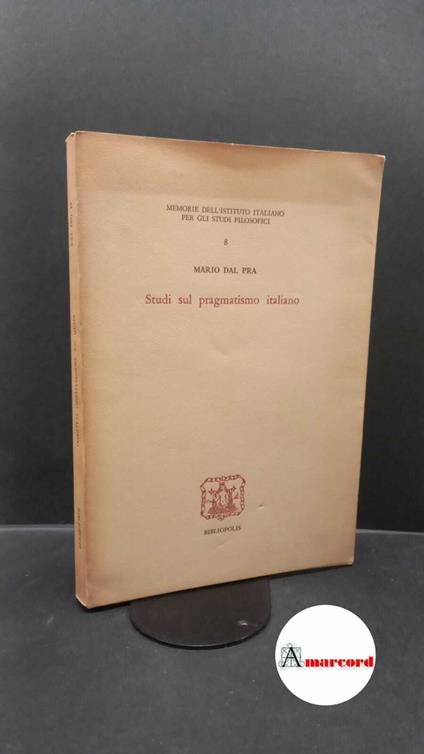 MEMORIE DELL'ISTITUTO ITALIANO
PER GLI STUDI FILOSOFICI
8
MARIO DAL PRA
Studi sul pragmatismo italiano
BIBLIOPOLIS
Amarcord